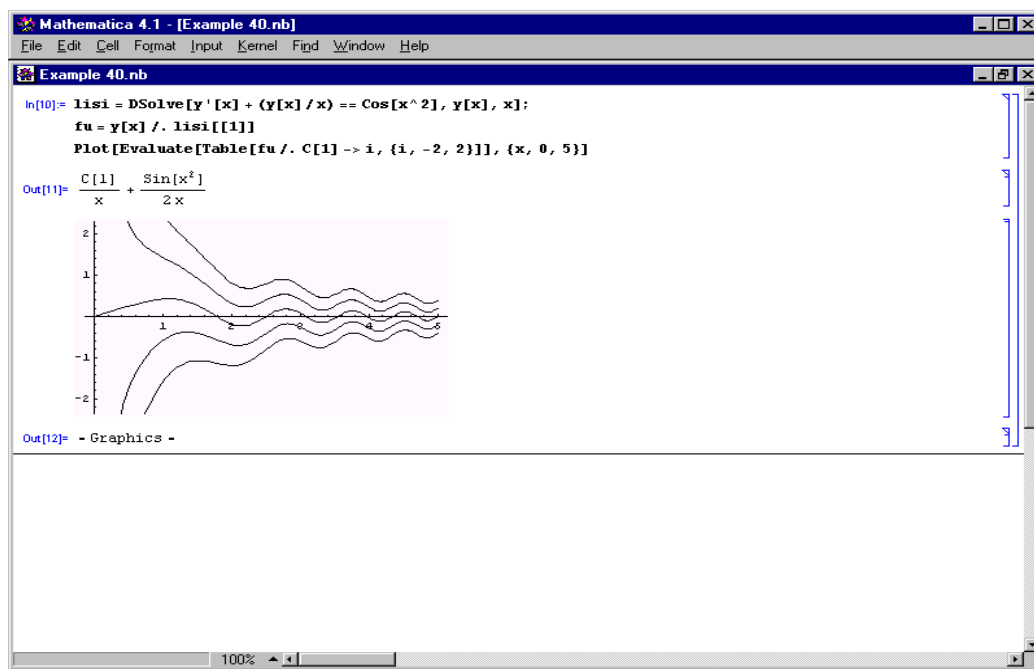 Mathematica 4.1 - [Example 40.nb]
File Edit Cell Format Input Kernel Find Window Help
Example 40.nb
In[10]:= lisi = DSolve[y'[x] + (y[x]/x) == Cos[x^2], y[x], x];
fu = y[x] /. lisi[[1]]
Plot[Evaluate[Table[fu /. C[1] -> i, {i, -2, 2}]], {x, 0, 5}]
Out[11]= C[1]/x + Sin[x²]/2 x
2
1
1 2 3 4 5
-1
-2
Out[12]= - Graphics -
100%